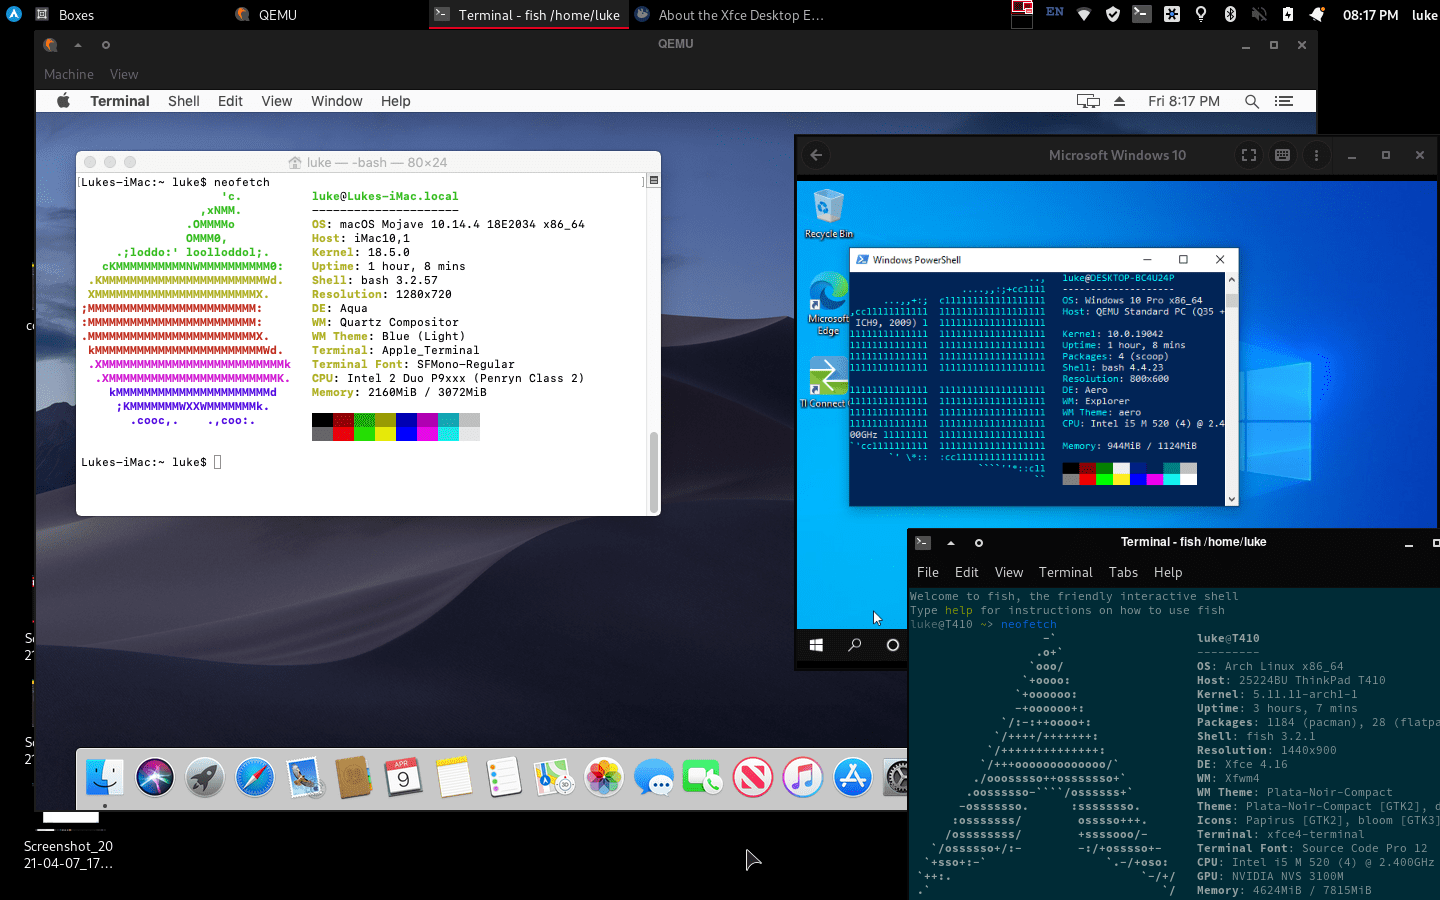 Boxes
QEMU
Terminal - fish /home/luke
About the Xfce Desktop E...
EN
08:17 PM
luke
QEMU
Machine View
Terminal Shell Edit View Window Help
Fri 8:17 PM
luke — -bash — 80×24
[Lukes-iMac:~ luke$ neofetch ]
luke@Lukes-iMac.local
---------------------
OS: macOS Mojave 10.14.4 18E2034 x86_64
Host: iMac10,1
Kernel: 18.5.0
Uptime: 1 hour, 8 mins
Shell: bash 3.2.57
Resolution: 1280x720
DE: Aqua
WM: Quartz Compositor
WM Theme: Blue (Light)
Terminal: Apple_Terminal
Terminal Font: SFMono-Regular
CPU: Intel 2 Duo P9xxx (Penryn Class 2)
Memory: 2160MiB / 3072MiB
Lukes-iMac:~ luke$
APR
9
Microsoft Windows 10
Recycle Bin
Microsoft
Edge
TI Connect
Windows PowerShell
luke@DESKTOP-BC4U24P
--------------------
OS: Windows 10 Pro x86_64
Host: QEMU Standard PC (Q35 +
ICH9, 2009)
Kernel: 10.0.19042
Uptime: 1 hour, 8 mins
Packages: 4 (scoop)
Shell: bash 4.4.23
Resolution: 800x600
DE: Aero
WM: Explorer
WM Theme: aero
CPU: Intel i5 M 520 (4) @ 2.4
00GHz
Memory: 944MiB / 1124MiB
Terminal - fish /home/luke
File Edit View Terminal Tabs Help
Welcome to fish, the friendly interactive shell
Type help for instructions on how to use fish
luke@T410 ~> neofetch
luke@T410
---------
OS: Arch Linux x86_64
Host: 25224BU ThinkPad T410
Kernel: 5.11.11-arch1-1
Uptime: 3 hours, 7 mins
Packages: 1184 (pacman), 28 (flatpa
Shell: fish 3.2.1
Resolution: 1440x900
DE: Xfce 4.16
WM: Xfwm4
WM Theme: Plata-Noir-Compact
Theme: Plata-Noir-Compact [GTK2],
Icons: Papirus [GTK2], bloom [GTK3]
Terminal: xfce4-terminal
Terminal Font: Source Code Pro 12
CPU: Intel i5 M 520 (4) @ 2.400GHz
GPU: NVIDIA NVS 3100M
Memory: 4624MiB / 7815MiB
Screenshot_20
21-04-07_17...